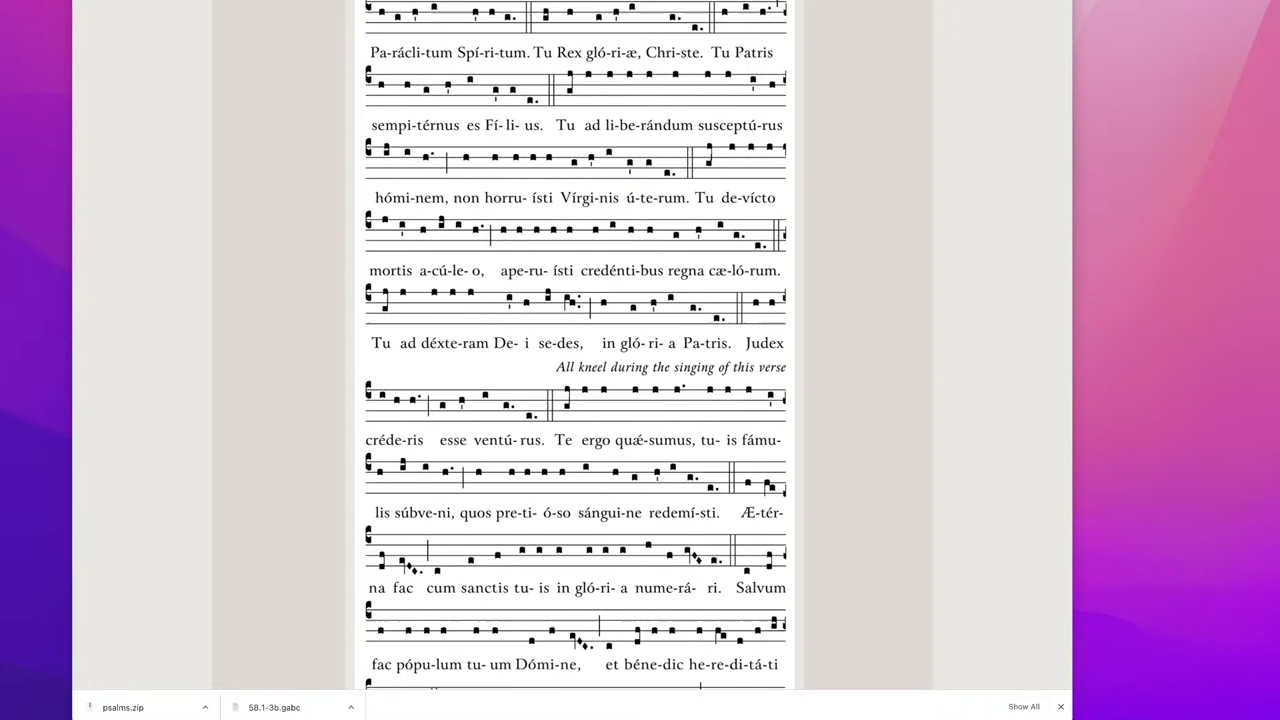 Pa-rácli-tum Spí-ri-tum. Tu Rex gló-ri-æ, Chri-ste. Tu Patris
sempi-térnus es Fí-li-us. Tu ad li-be-rándum susceptú-rus
hómi-nem, non horru-ísti Vírgi-nis ú-te-rum. Tu de-vícto
mortis a-cú-le-o, ape-ru-ísti credénti-bus regna cæ-ló-rum.
Tu ad déxte-ram De-i se-des, in gló-ri-a Pa-tris. Judex
All kneel during the singing of this verse
créde-ris esse ventú-rus. Te ergo quǽ-sumus, tu-is fámu-
lis súbve-ni, quos pre-ti-ó-so sángui-ne redemí-sti. Æ-tér-
na fac cum sanctis tu-is in gló-ri-a nume-rá-ri. Salvum
fac pópu-lum tu-um Dómi-ne, et béne-dic he-re-di-tá-ti
psalms.zip 58.1-3b.gabc Show All